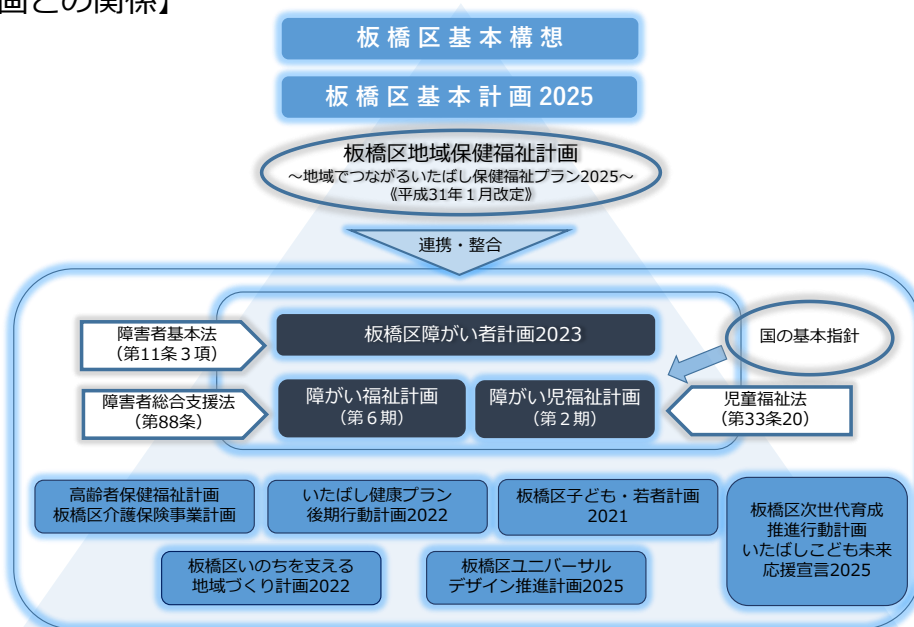 画との関係】
板橋区基本構想
板橋区基本計画2025
板橋区地域保健福祉計画
～地域でつながるいたばし保健福祉プラン2025～
《平成31年1月改定》
連携・整合
障害者基本法
（第11条３項）
板橋区障がい者計画2023
国の基本指針
障害者総合支援法
（第88条）
障がい福祉計画
（第６期）
障がい児福祉計画
（第２期）
児童福祉法
（第33条20）
高齢者保健福祉計画
板橋区介護保険事業計画
いたばし健康プラン
後期行動計画2022
板橋区子ども・若者計画
2021
板橋区次世代育成
推進行動計画
いたばしこども未来
応援宣言2025
板橋区いのちを支える
地域づくり計画2022
板橋区ユニバーサル
デザイン推進計画2025